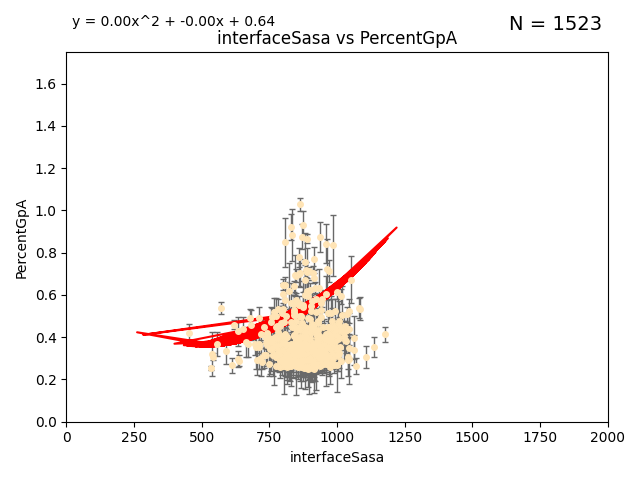 y = 0.00x^2 + -0.00x + 0.64
N = 1523
interfaceSasa vs PercentGpA
PercentGpA
1.6
1.4
1.2
1.0
0.8
0.6
0.4
0.2
0.0
0 250 500 750 1000 1250 1500 1750 2000
interfaceSasa